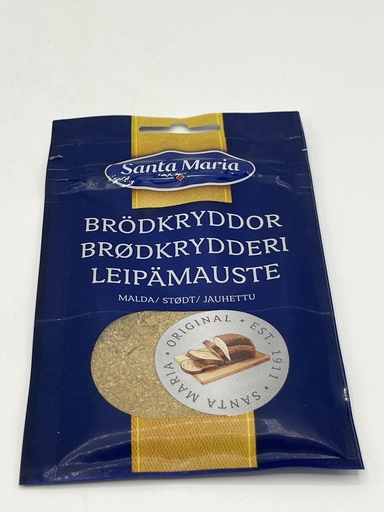 Santa Maria
BRÖDKRYDDOR
BRØDKRYDDERI
LEIPÄMAUSTE
MALDA/ STØDT/ JAUHETTU
ORIGINAL • EST. 1911 • SANTA MARIA •